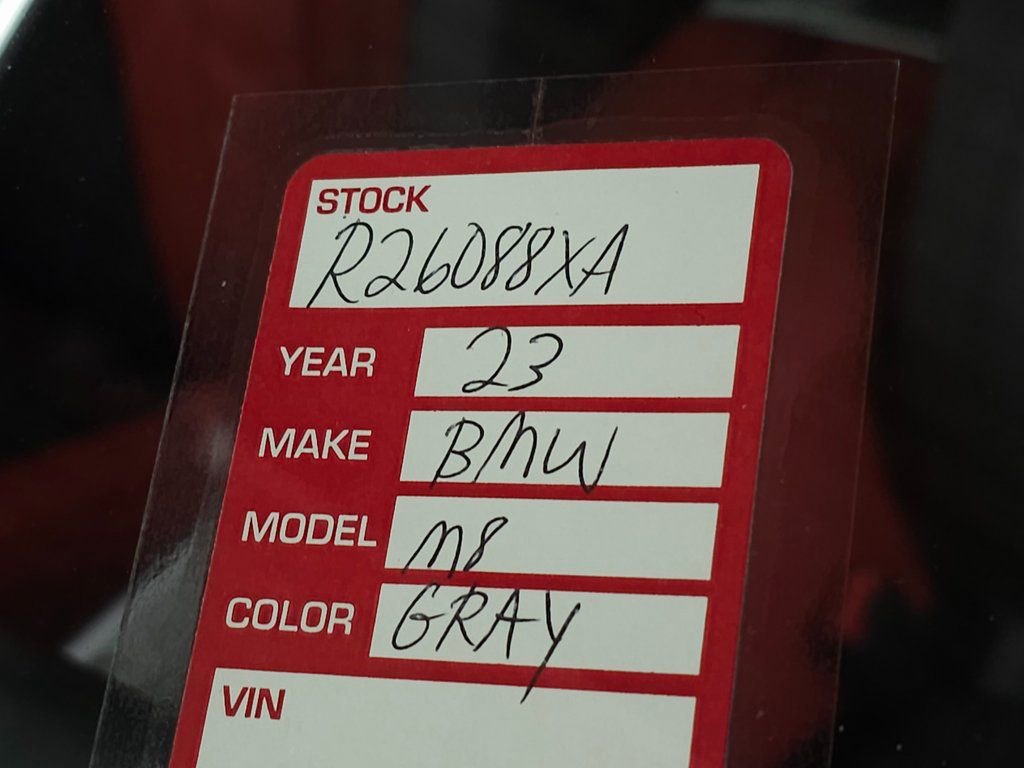 STOCK
R26088XA
YEAR 23
MAKE BMW
MODEL M8
COLOR GRAY
VIN